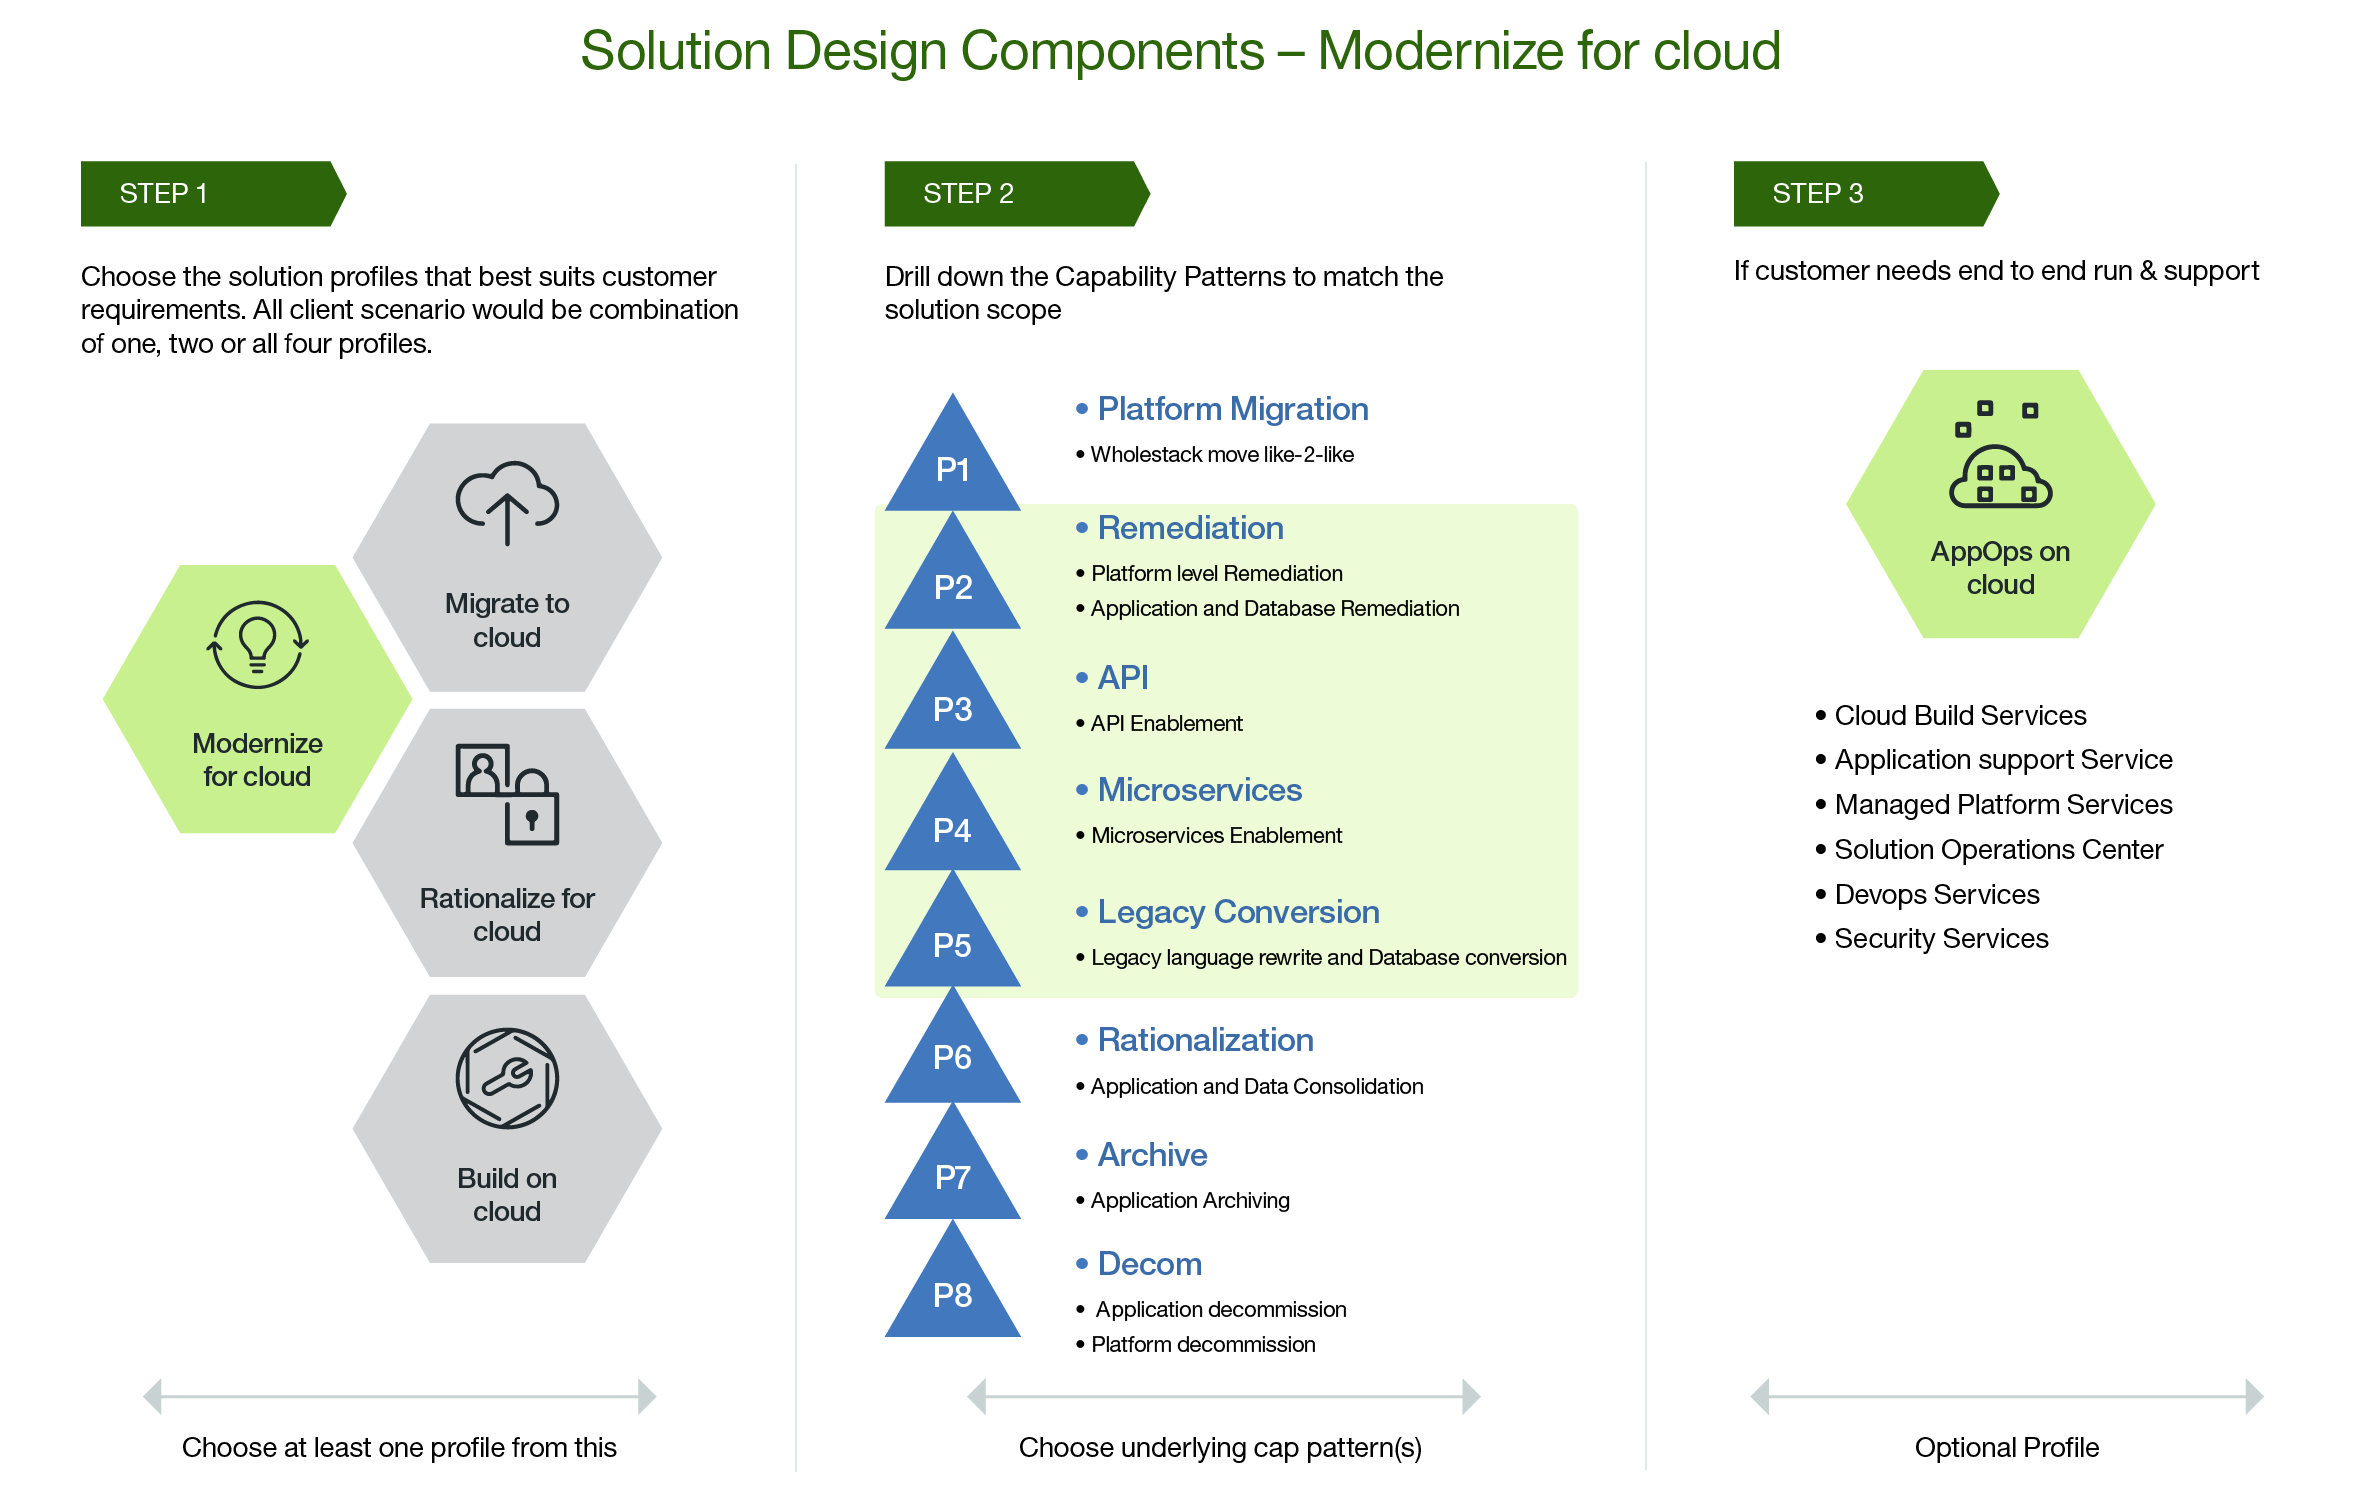 Solution Design Components – Modernize for cloud
STEP 1
Choose the solution profiles that best suits customer
requirements. All client scenario would be combination
of one, two or all four profiles.
Migrate to
cloud
Modernize
for cloud
Rationalize for
cloud
Build on
cloud
Choose at least one profile from this
STEP 2
Drill down the Capability Patterns to match the
solution scope
P1
• Platform Migration
• Wholestack move like-2-like
P2
• Remediation
• Platform level Remediation
• Application and Database Remediation
P3
• API
• API Enablement
P4
• Microservices
• Microservices Enablement
P5
• Legacy Conversion
• Legacy language rewrite and Database conversion
P6
• Rationalization
• Application and Data Consolidation
P7
• Archive
• Application Archiving
P8
• Decom
• Application decommission
• Platform decommission
Choose underlying cap pattern(s)
STEP 3
If customer needs end to end run & support
AppOps on
cloud
• Cloud Build Services
• Application support Service
• Managed Platform Services
• Solution Operations Center
• Devops Services
• Security Services
Optional Profile